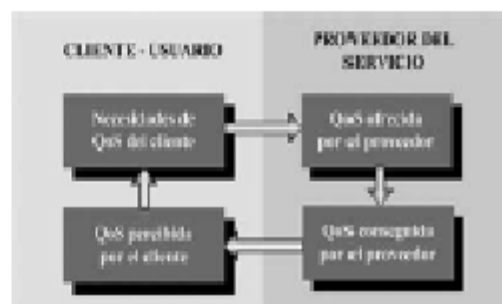 CLIENTE - USUARIO
PROVEEDOR DEL
SERVICIO
Necesidades de
QoS del cliente
QoS ofrecida
por el proveedor
QoS percibida
por el cliente
QoS conseguida
por el proveedor